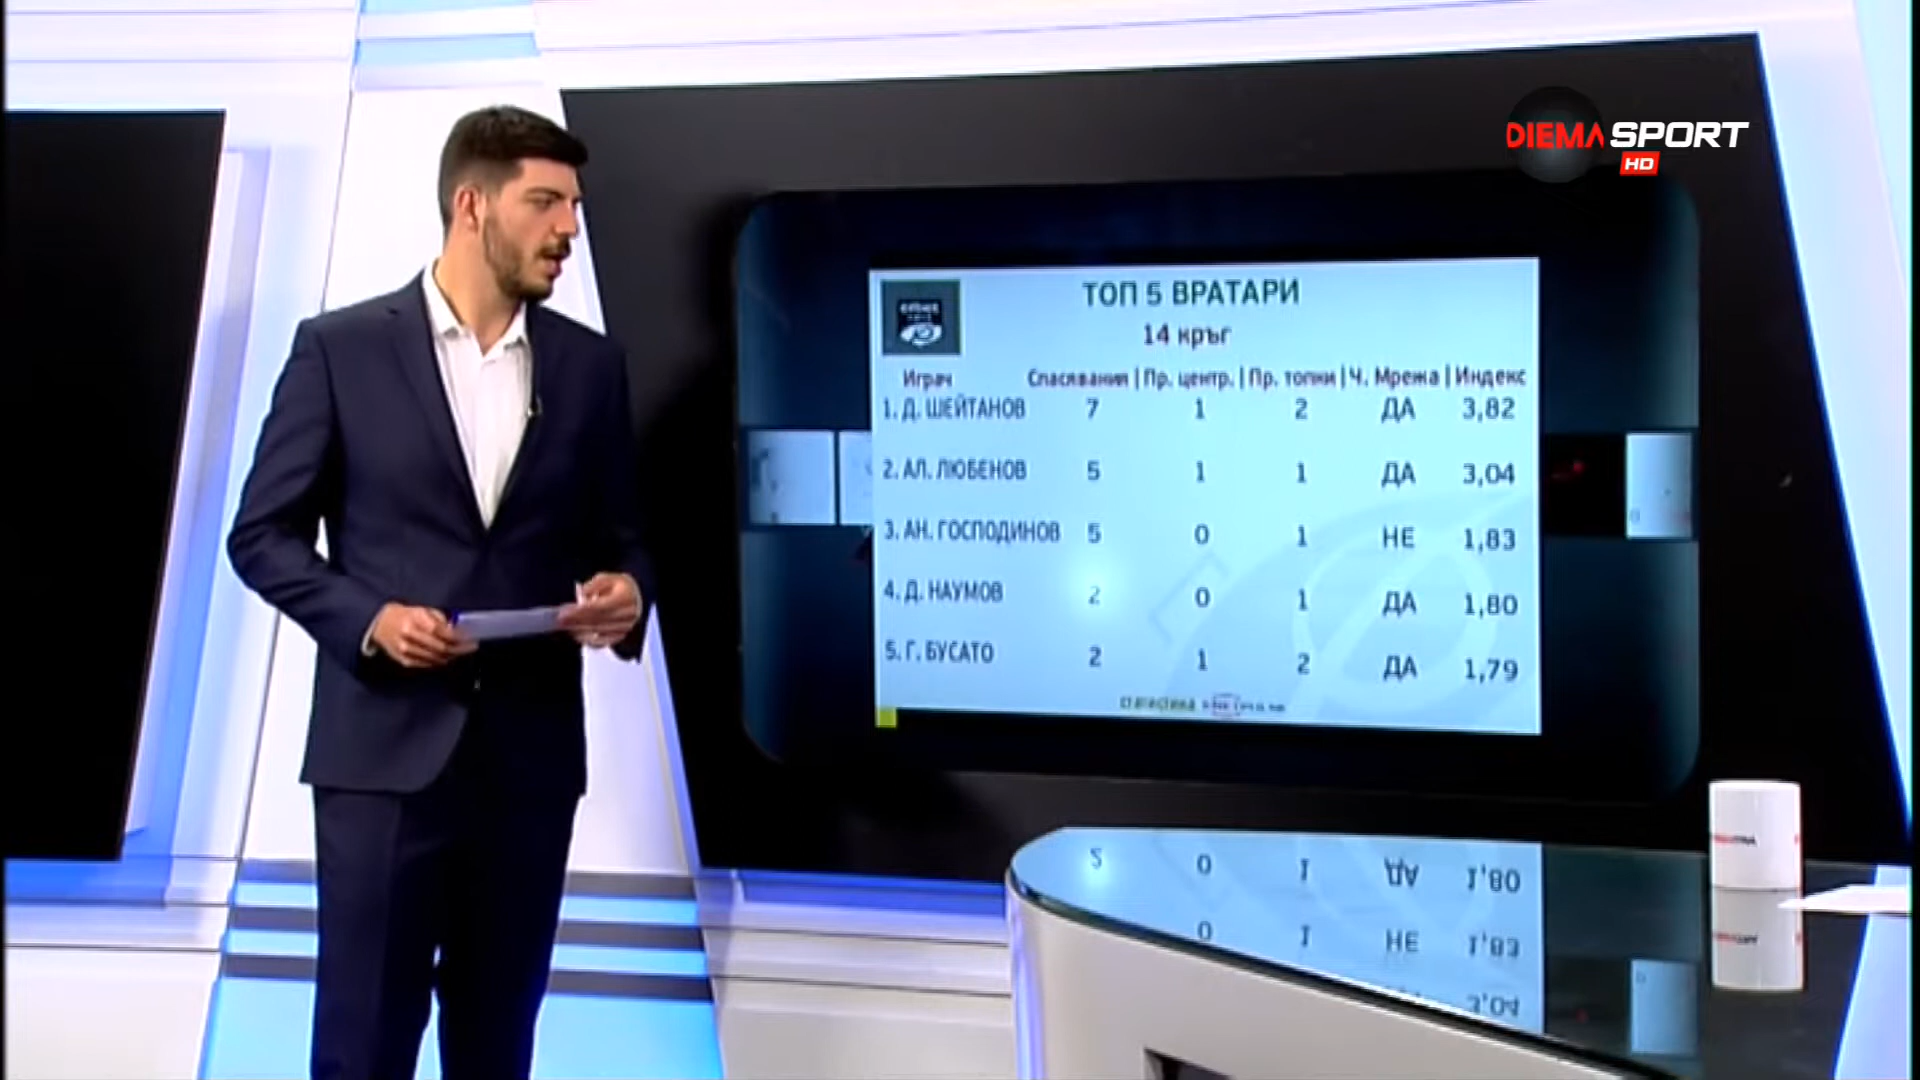 DIEMA SPORT
HD
ТОП 5 ВРАТАРИ
14 кръг
Играч Спасявания | Пр. центр. | Пр. топки | Ч. Мрежа | Индекс
1. Д. ШЕЙТАНОВ 7 1 2 ДА 3,82
2. АЛ. ЛЮБЕНОВ 5 1 1 ДА 3,04
3. АН. ГОСПОДИНОВ 5 0 1 НЕ 1,83
4. Д. НАУМОВ 2 0 1 ДА 1,80
5. Г. БУСАТО 2 1 2 ДА 1,79
статистика